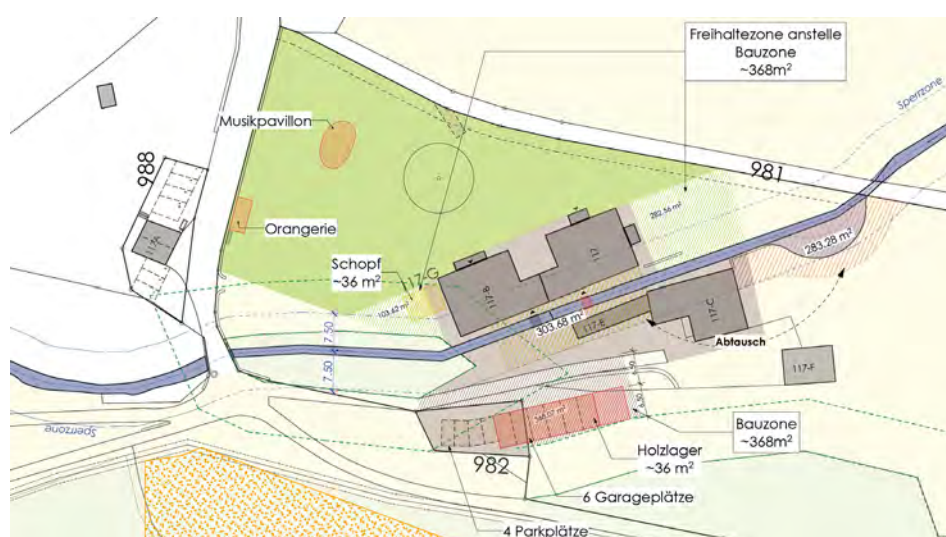 Freihaltezone anstelle
Bauzone
~368m²
Sperrzone
Musikpavillon
988
981
117-A
282.56 m²
Orangerie
283.28 m²
Schopf
~36 m²
117-G
117
117-B
103.62 m²
303.68 m²
117-E
117-C
Abtausch
7.50
7.50
117-F
Sperrzone
Bauzone
~368m²
Holzlager
~36 m²
982
6 Garageplätze
4 Parkplätze